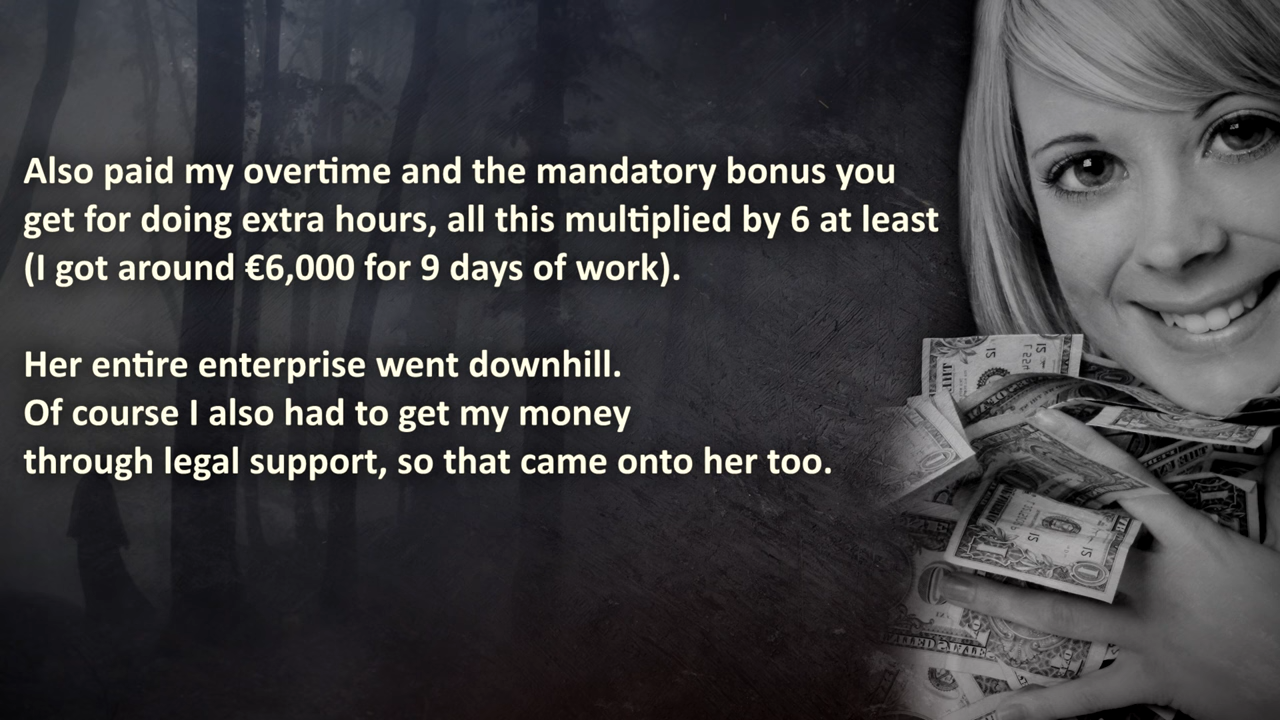 Also paid my overtime and the mandatory bonus you
get for doing extra hours, all this multiplied by 6 at least
(I got around €6,000 for 9 days of work).
Her entire enterprise went downhill.
Of course I also had to get my money
through legal support, so that came onto her too.